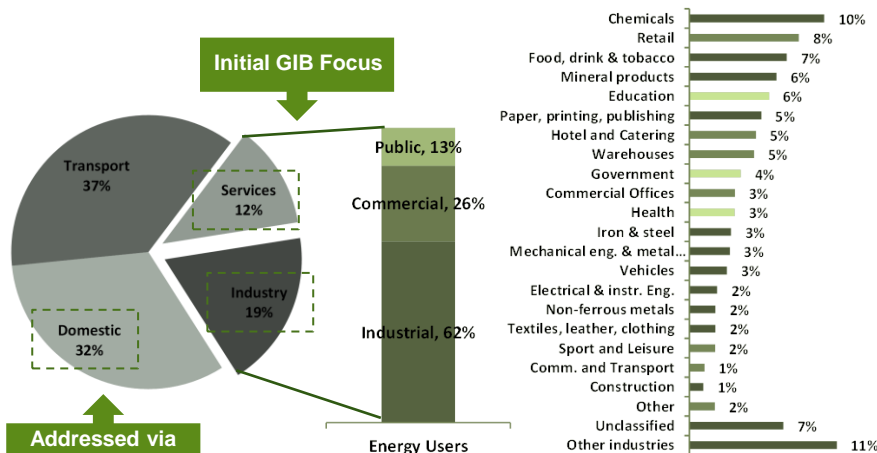 Initial GIB Focus
Transport
37%
Services
12%
Industry
19%
Domestic
32%
Addressed via
Public, 13%
Commercial, 26%
Industrial, 62%
Energy Users
Chemicals 10%
Retail 8%
Food, drink & tobacco 7%
Mineral products 6%
Education 6%
Paper, printing, publishing 5%
Hotel and Catering 5%
Warehouses 5%
Government 4%
Commercial Offices 3%
Health 3%
Iron & steel 3%
Mechanical eng. & metal... 3%
Vehicles 3%
Electrical & instr. Eng. 2%
Non-ferrous metals 2%
Textiles, leather, clothing 2%
Sport and Leisure 2%
Comm. and Transport 1%
Construction 1%
Other 2%
Unclassified 7%
Other industries 11%